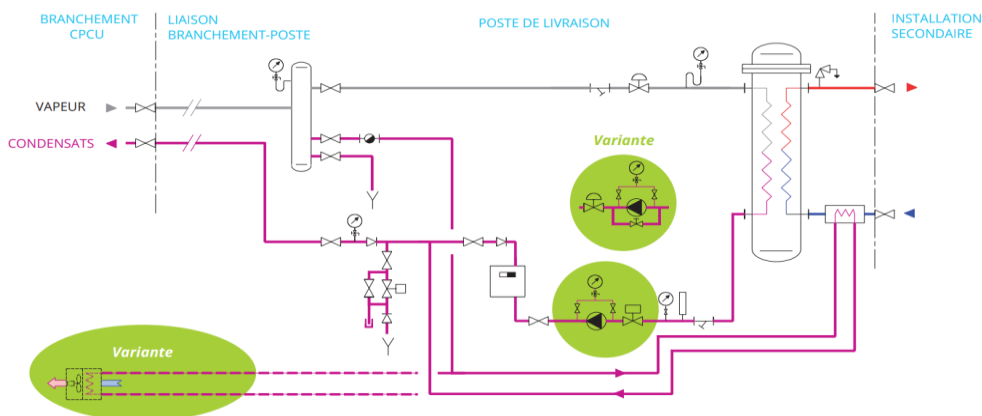 BRANCHEMENT
CPCU
LIAISON
BRANCHEMENT-POSTE
POSTE DE LIVRAISON
INSTALLATION
SECONDAIRE
VAPEUR
CONDENSATS
Variante
Variante